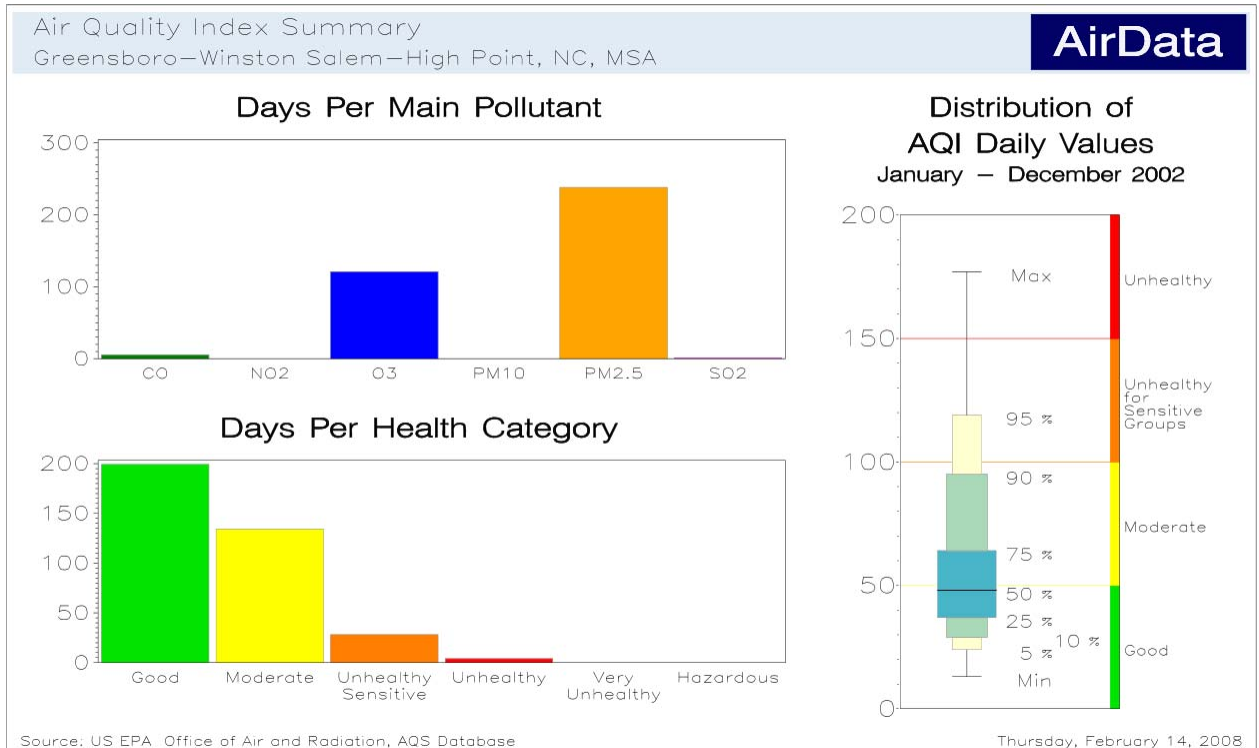 Air Quality Index Summary
Greensboro—Winston Salem—High Point, NC, MSA
AirData
Days Per Main Pollutant
300
200
100
0
CO NO2 O3 PM10 PM2.5 SO2
Days Per Health Category
200
150
100
50
0
Good Moderate Unhealthy Unhealthy Very Hazardous
Sensitive Unhealthy
Distribution of
AQI Daily Values
January — December 2002
200
150
100
50
0
Max
95 %
90 %
75 %
50 %
25 %
10 %
5 %
Min
Unhealthy
Unhealthy
for
Sensitive
Groups
Moderate
Good
Source: US EPA Office of Air and Radiation, AQS Database
Thursday, February 14, 2008